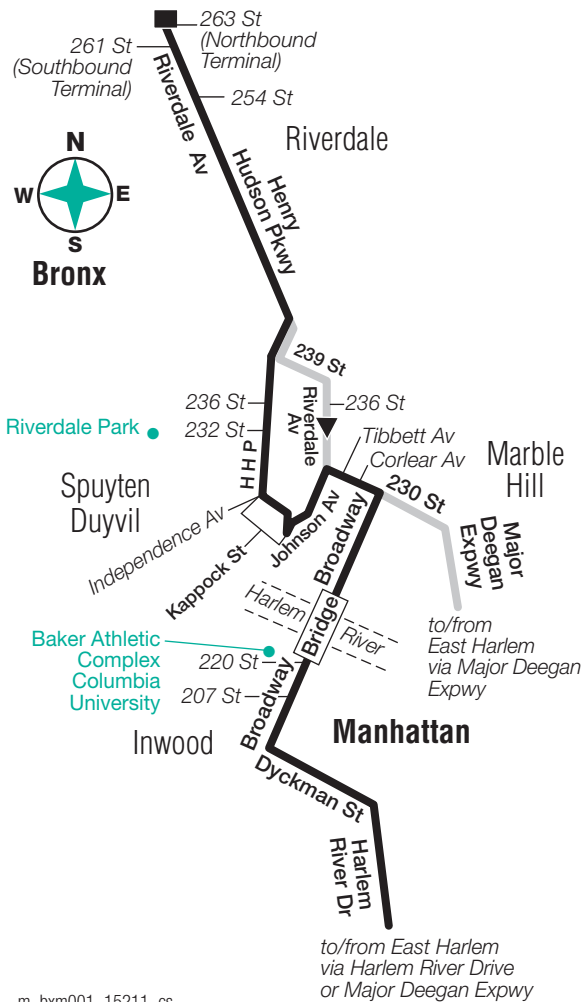 263 St
(Northbound
Terminal)
261 St
(Southbound
Terminal)
254 St
Riverdale Av
Riverdale
Henry
Hudson Pkwy
N
W
E
S
Bronx
239 St
236 St
236 St
Riverdale
Av
Riverdale Park
232 St
Tibbett Av
Corlear Av
Marble
Hill
H H P
230 St
Spuyten
Duyvil
Independence Av
Johnson Av
Kappock St
Broadway
Major
Deegan
Expwy
Harlem
River
Bridge
to/from
East Harlem
via Major Deegan
Expwy
Baker Athletic
Complex
Columbia
University
220 St
207 St
Broadway
Manhattan
Inwood
Dyckman St
Harlem
River Dr
to/from East Harlem
via Harlem River Drive
or Major Deegan Expwy
m_bxm001_15211_cs